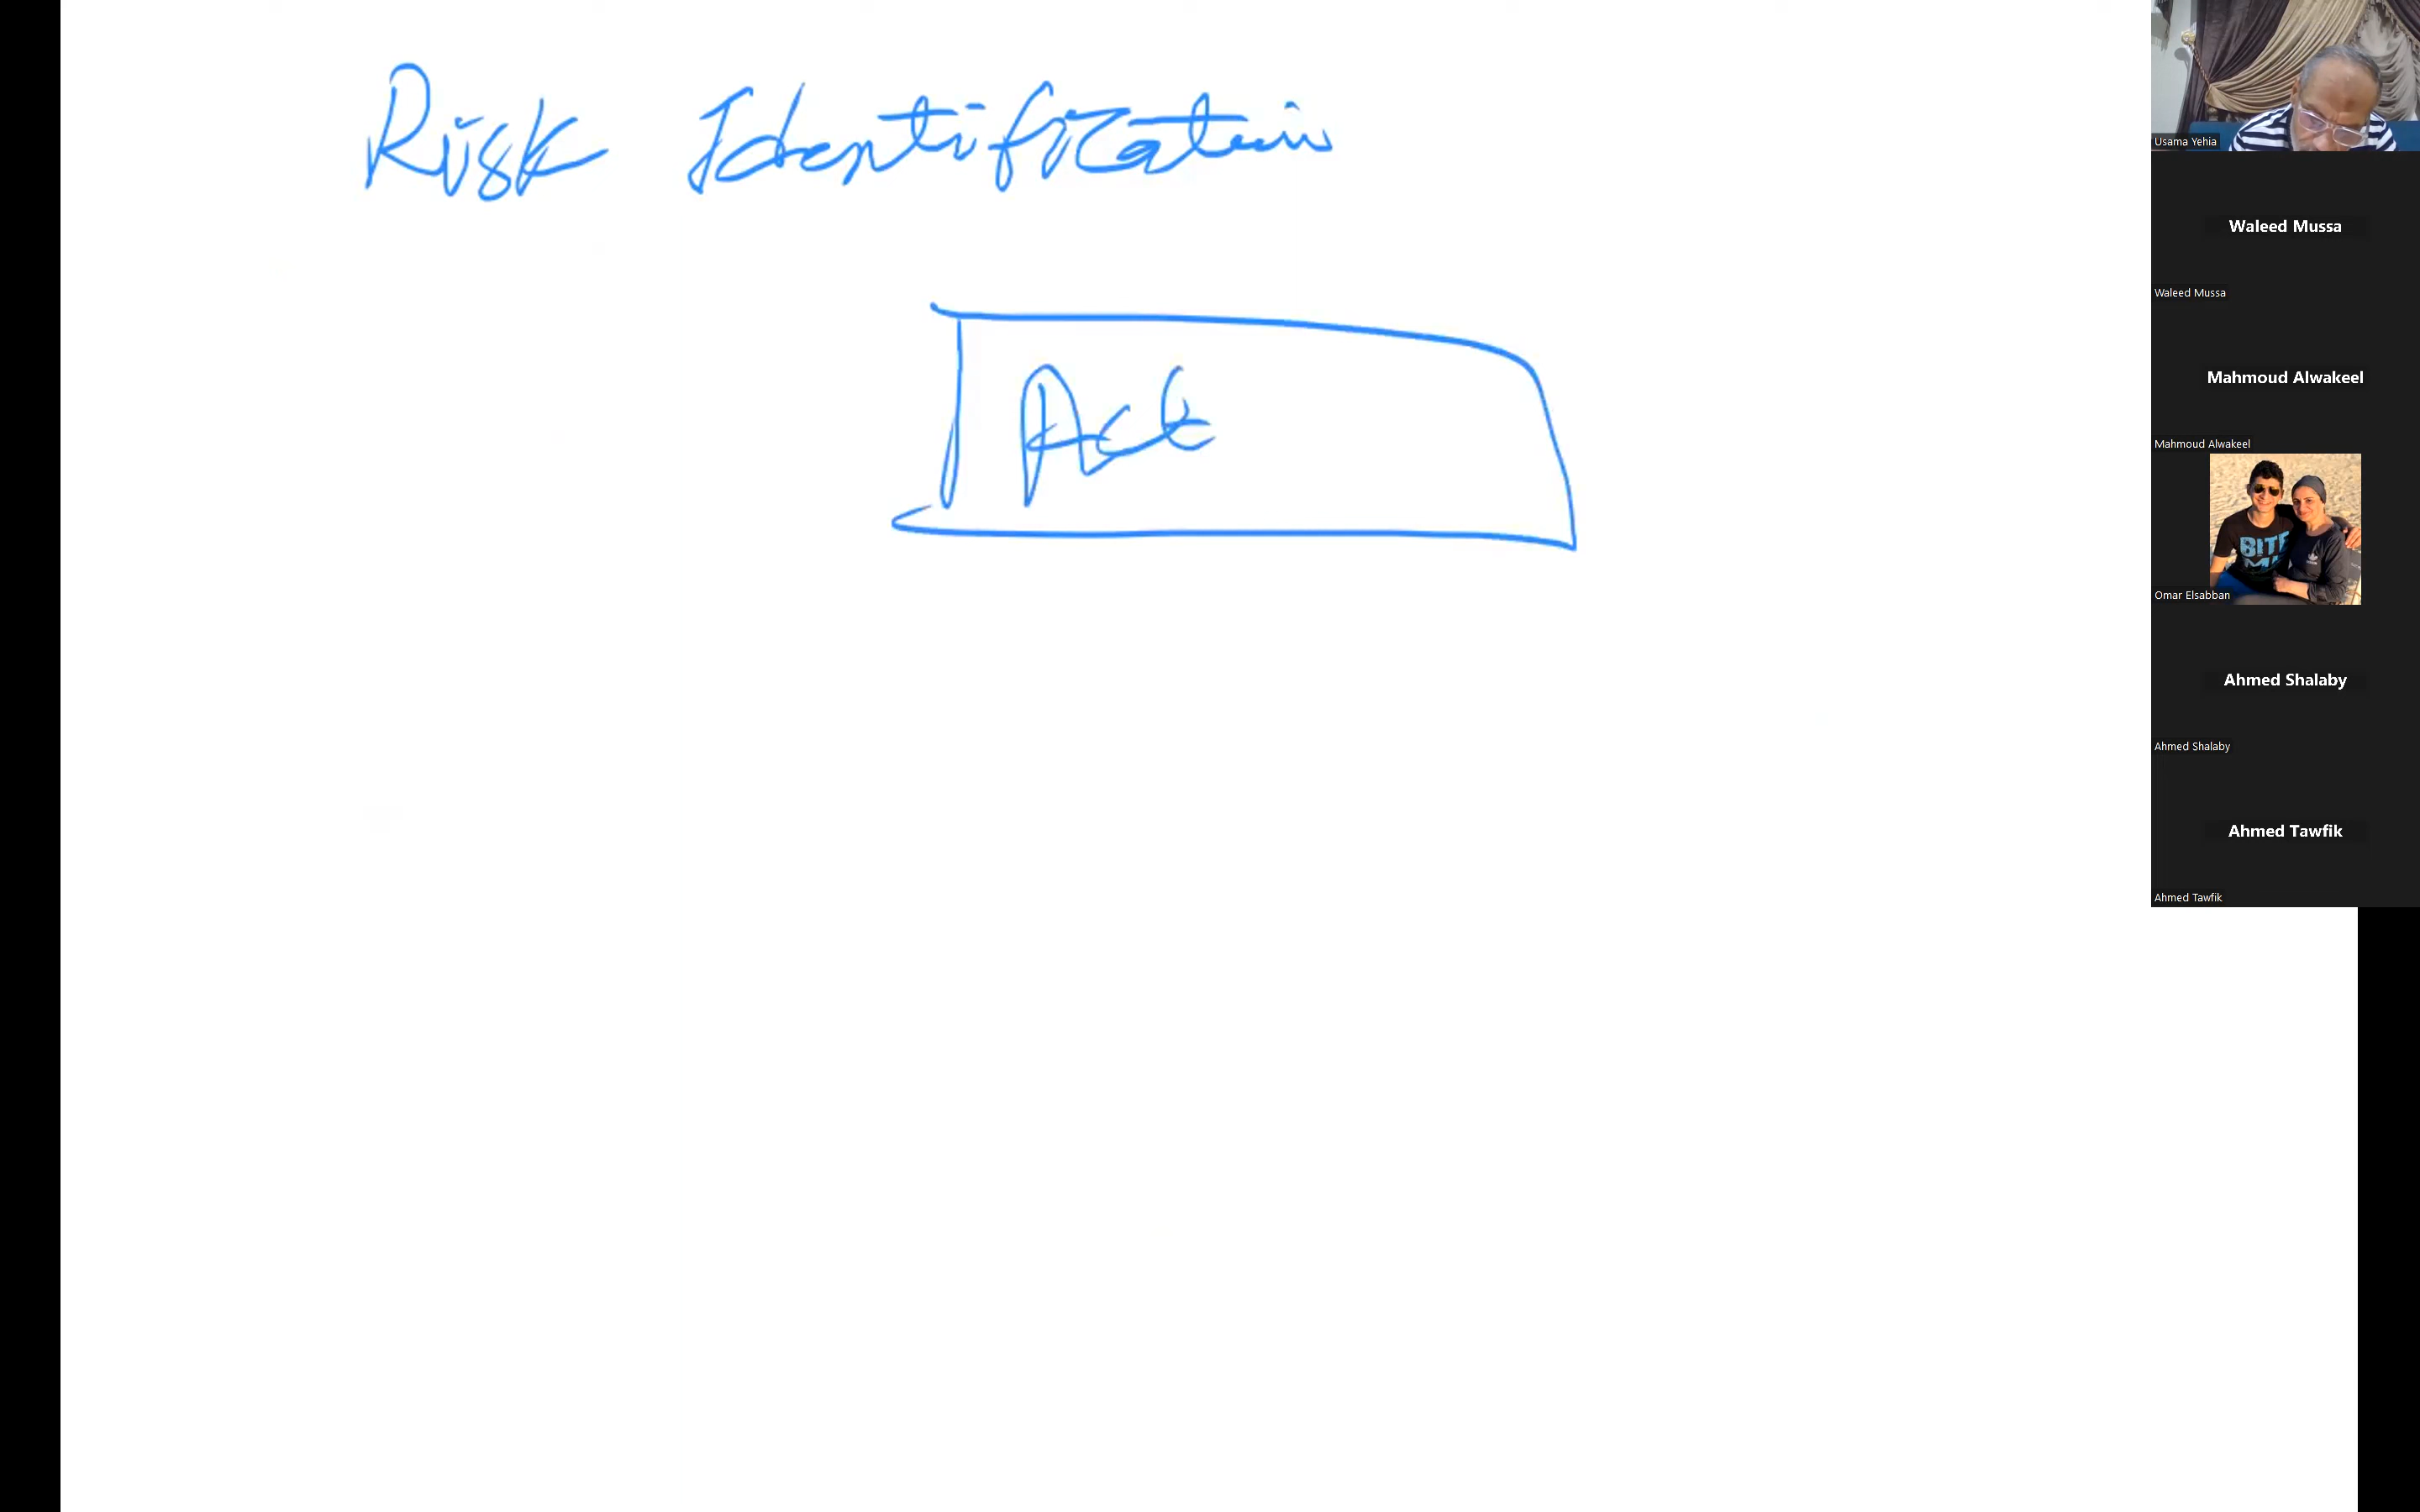 Risk Identification
Act
Usama Yehia
Waleed Mussa
Waleed Mussa
Mahmoud Alwakeel
Mahmoud Alwakeel
BITE
Omar Elsabban
Ahmed Shalaby
Ahmed Shalaby
Ahmed Tawfik
Ahmed Tawfik